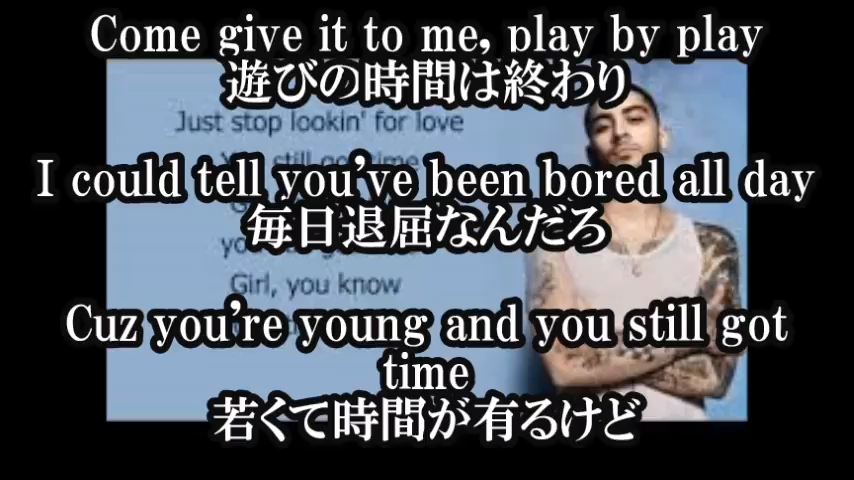 Come give it to me, play by play
遊びの時間は終わり
Just stop lookin' for love
I could tell you've been bored all day
毎日退屈なんだろ
Girl, you know
Cuz you're young and you still got
time
若くて時間が有るけど